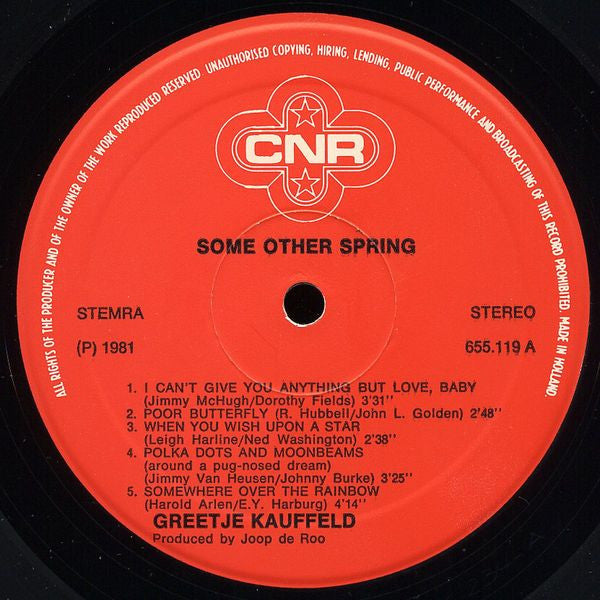 ALL RIGHTS OF THE PRODUCER AND OF THE OWNER OF THE WORK REPRODUCED RESERVED. UNAUTHORISED COPYING, HIRING, LENDING, PUBLIC PERFORMANCE AND BROADCASTING OF THIS RECORD PROHIBITED. MADE IN HOLLAND.
CNR
SOME OTHER SPRING
STEMRA STEREO
(P) 1981 655.119 A
1. I CAN'T GIVE YOU ANYTHING BUT LOVE, BABY
(Jimmy McHugh/Dorothy Fields) 3'31''
2. POOR BUTTERFLY (R. Hubbell/John L. Golden) 2'48''
3. WHEN YOU WISH UPON A STAR
(Leigh Harline/Ned Washington) 2'38''
4. POLKA DOTS AND MOONBEAMS
(around a pug-nosed dream)
(Jimmy Van Heusen/Johnny Burke) 3'25''
5. SOMEWHERE OVER THE RAINBOW
(Harold Arlen/E.Y. Harburg) 4'14''
GREETJE KAUFFELD
Produced by Joop de Roo